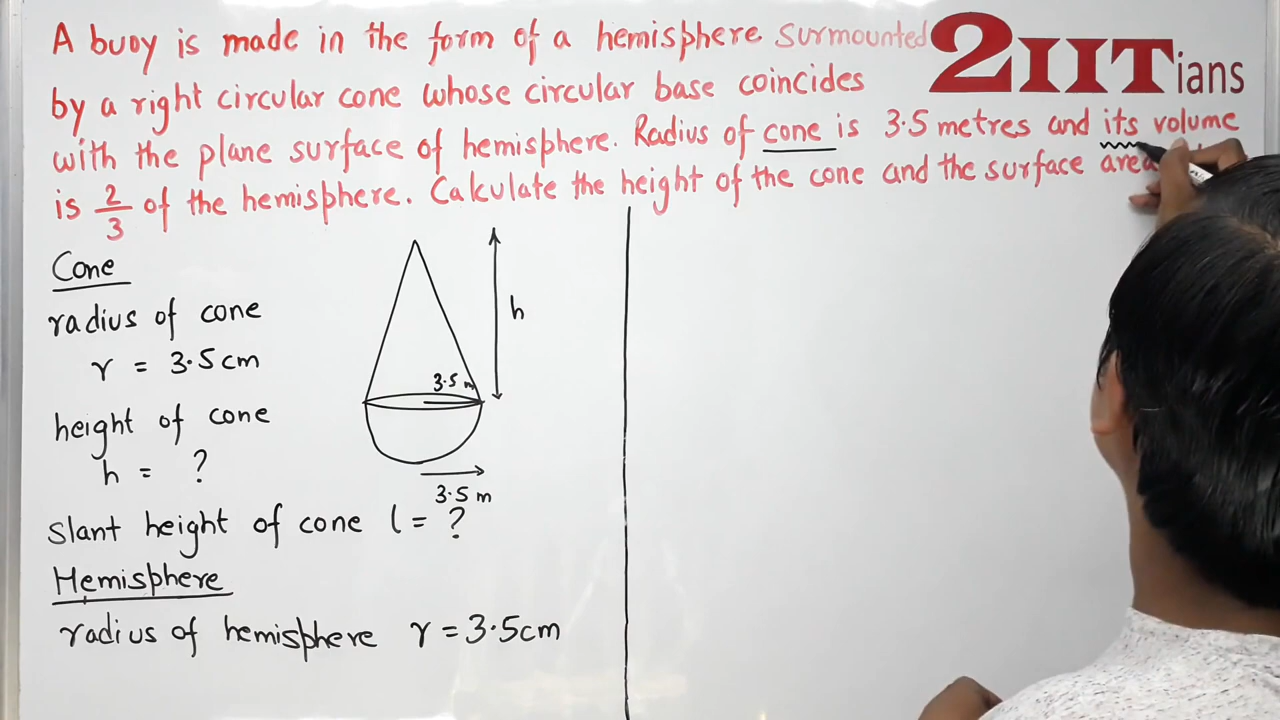 A buoy is made in the form of a hemisphere surmounted
2IITians
by a right circular cone whose circular base coincides
with the plane surface of hemisphere. Radius of cone is 3.5 metres and its volume
is 2/3 of the hemisphere. Calculate the height of the cone and the surface area
Cone
radius of cone
r = 3.5cm
height of cone
h = ?
Slant height of cone l = ?
Hemisphere
radius of hemisphere r = 3.5cm
h
3.5 m
3.5 m